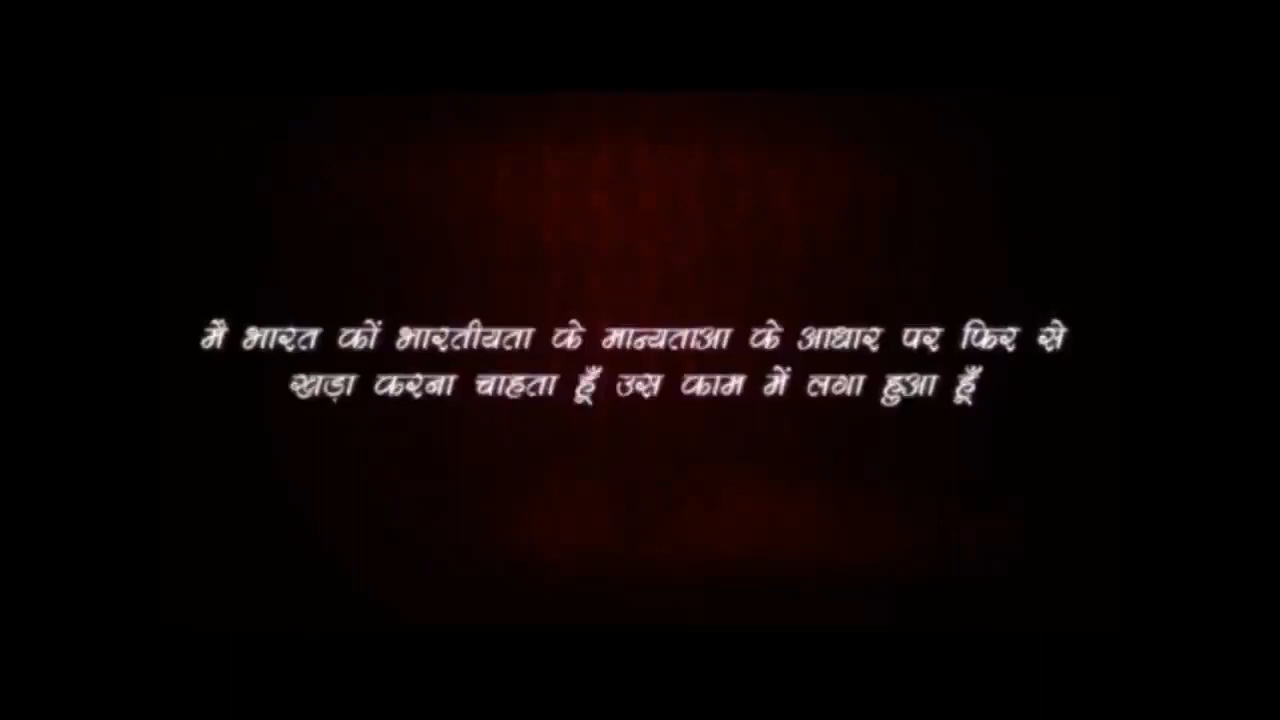 मै भारत कों भारतीयता के मान्यताआ के आधार पर फिर से
खड़ा करना चाहता हूँ उस काम में लगा हुआ हूँ